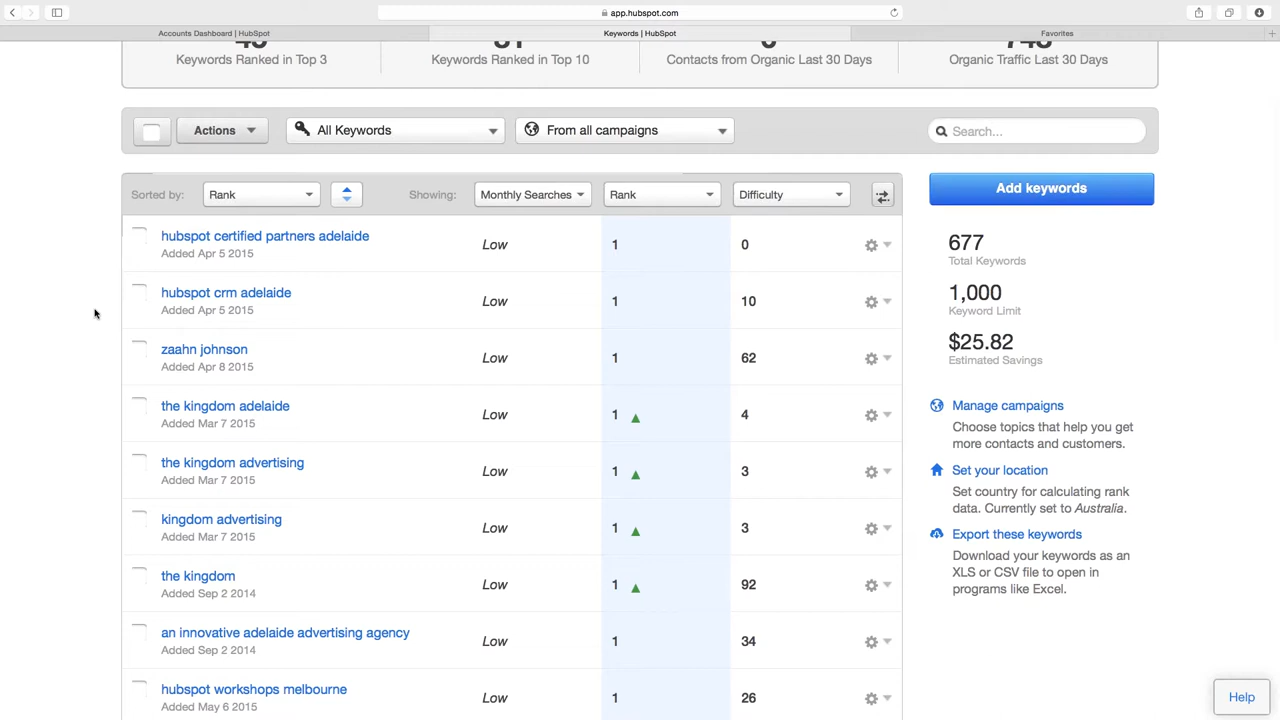 app.hubspot.com
Accounts Dashboard | HubSpot
Keywords | HubSpot
Favorites
Keywords Ranked in Top 3
Keywords Ranked in Top 10
Contacts from Organic Last 30 Days
Organic Traffic Last 30 Days
Actions
All Keywords
From all campaigns
Search...
Sorted by:
Rank
Showing:
Monthly Searches
Rank
Difficulty
Add keywords
hubspot certified partners adelaide
Low
1
0
Added Apr 5 2015
hubspot crm adelaide
Low
1
10
Added Apr 5 2015
zaahn johnson
Low
1
62
Added Apr 8 2015
the kingdom adelaide
Low
1
4
Added Mar 7 2015
the kingdom advertising
Low
1
3
Added Mar 7 2015
kingdom advertising
Low
1
3
Added Mar 7 2015
the kingdom
Low
1
92
Added Sep 2 2014
an innovative adelaide advertising agency
Low
1
34
Added Sep 2 2014
hubspot workshops melbourne
Low
1
26
Added May 6 2015
677
Total Keywords
1,000
Keyword Limit
$25.82
Estimated Savings
Manage campaigns
Choose topics that help you get
more contacts and customers.
Set your location
Set country for calculating rank
data. Currently set to Australia.
Export these keywords
Download your keywords as an
XLS or CSV file to open in
programs like Excel.
Help